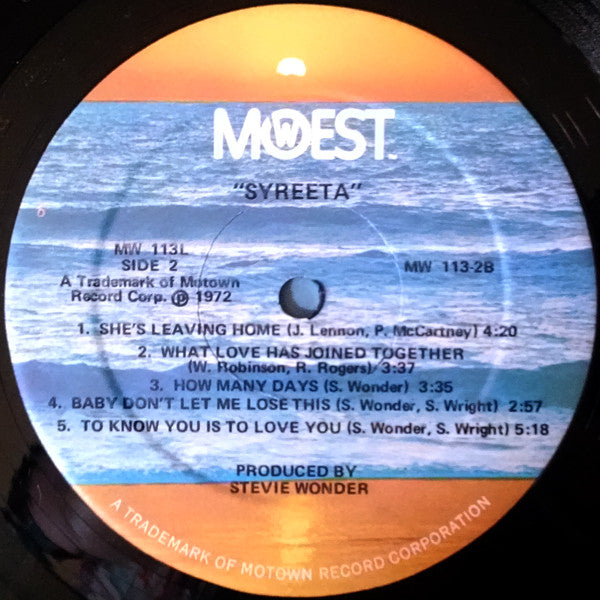 MOWEST TM
"SYREETA"
MW 113L
SIDE 2
A Trademark of Motown
Record Corp. Ⓟ 1972
MW 113-2B
1. SHE'S LEAVING HOME (J. Lennon, P. McCartney) 4:20
2. WHAT LOVE HAS JOINED TOGETHER
(W. Robinson, R. Rogers) 3:37
3. HOW MANY DAYS (S. Wonder) 3:35
4. BABY DON'T LET ME LOSE THIS (S. Wonder, S. Wright) 2:57
5. TO KNOW YOU IS TO LOVE YOU (S. Wonder, S. Wright) 5:18
PRODUCED BY
STEVIE WONDER
A TRADEMARK OF MOTOWN RECORD CORPORATION